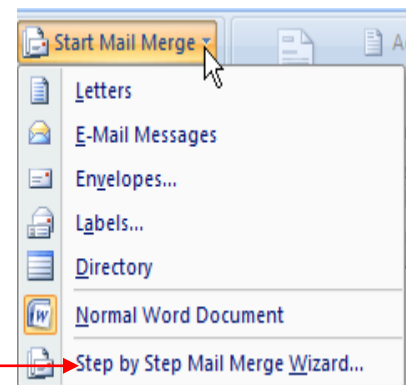 Start Mail Merge
A
Letters
E-Mail Messages
Envelopes...
Labels...
Directory
Normal Word Document
Step by Step Mail Merge Wizard...